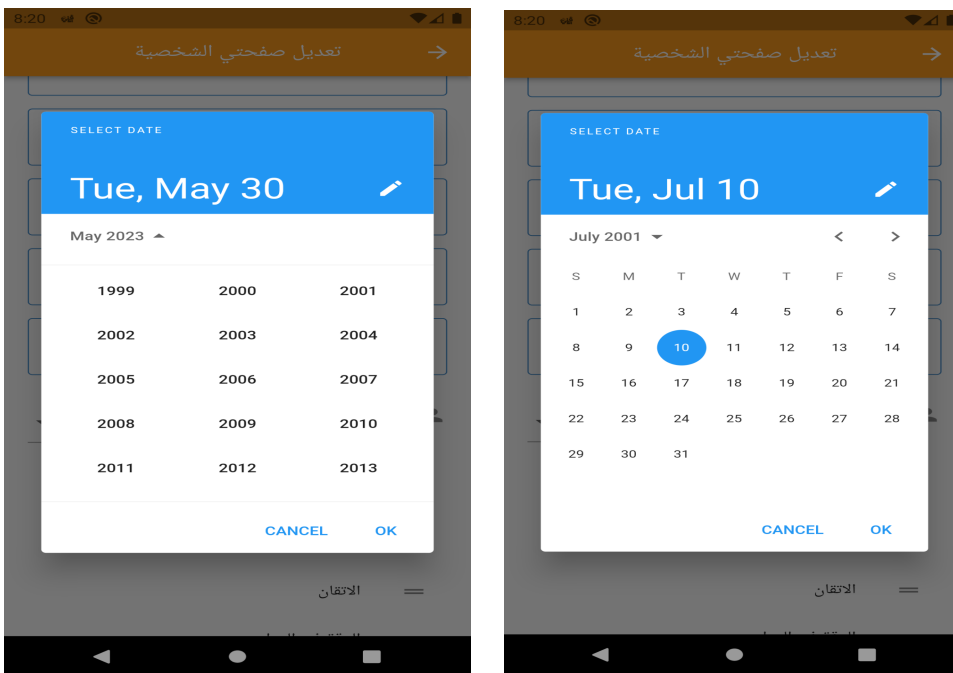 8:20
تعديل صفحتي الشخصية
SELECT DATE
Tue, May 30
May 2023
1999 2000 2001
2002 2003 2004
2005 2006 2007
2008 2009 2010
2011 2012 2013
CANCEL OK
الاتقان
8:20
تعديل صفحتي الشخصية
SELECT DATE
Tue, Jul 10
July 2001
S M T W T F S
1 2 3 4 5 6 7
8 9 10 11 12 13 14
15 16 17 18 19 20 21
22 23 24 25 26 27 28
29 30 31
CANCEL OK
الاتقان